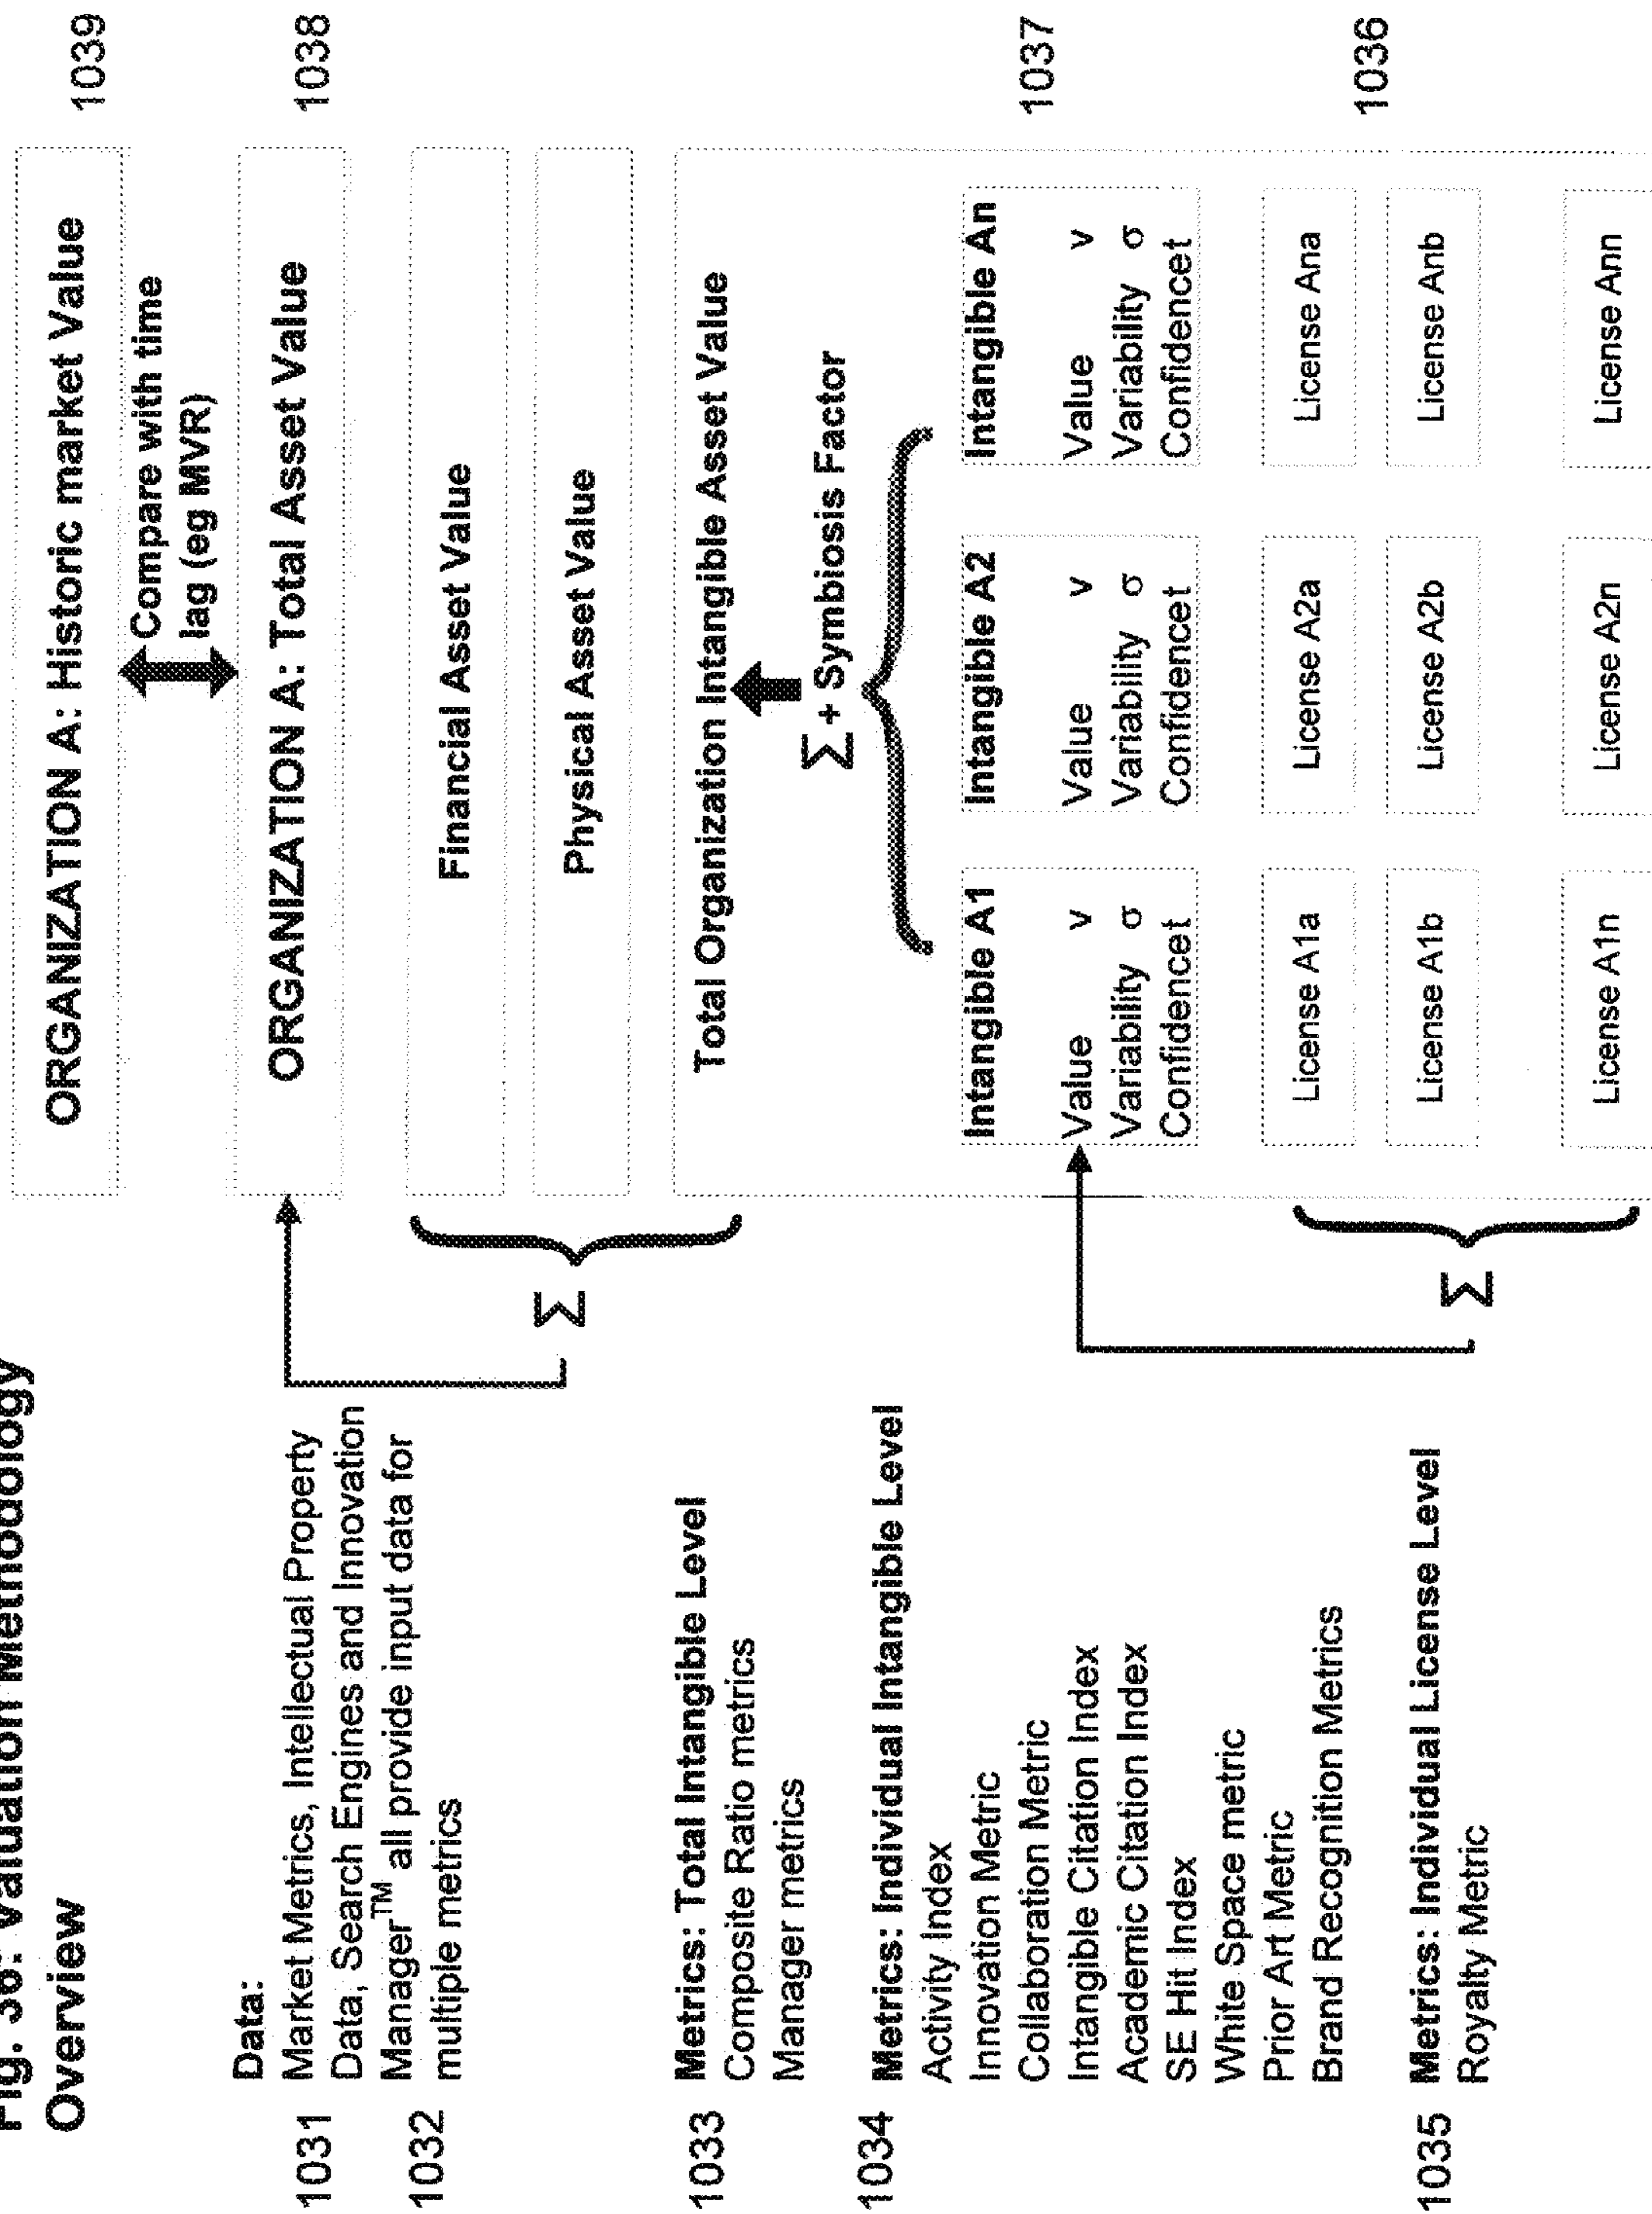 Fig. 36: Valuation Methodology
Overview
Data:
1031
Market Metrics, Intellectual Property
Data, Search Engines and Innovation
1032
Manager™ all provide input data for
multiple metrics
1033
Metrics: Total Intangible Level
Composite Ratio metrics
Manager metrics
1034
Metrics: Individual Intangible Level
Activity Index
Innovation Metric
Collaboration Metric
Intangible Citation Index
Academic Citation Index
SE Hit Index
White Space metric
Prior Art Metric
Brand Recognition Metrics
1035
Metrics: Individual License Level
Royalty Metric
ORGANIZATION A: Historic market Value
1039
Compare with time
lag (eg MVR)
ORGANIZATION A: Total Asset Value
1038
Σ
Financial Asset Value
Physical Asset Value
Total Organization Intangible Asset Value
Σ + Symbiosis Factor
Intangible A1
Value v
Variability σ
Confidencet
Intangible A2
Value v
Variability σ
Confidencet
Intangible An
Value v
Variability σ
Confidencet
1037
Σ
License A1a
License A2a
License Ana
1036
License A1b
License A2b
License Anb
License A1n
License A2n
License Ann